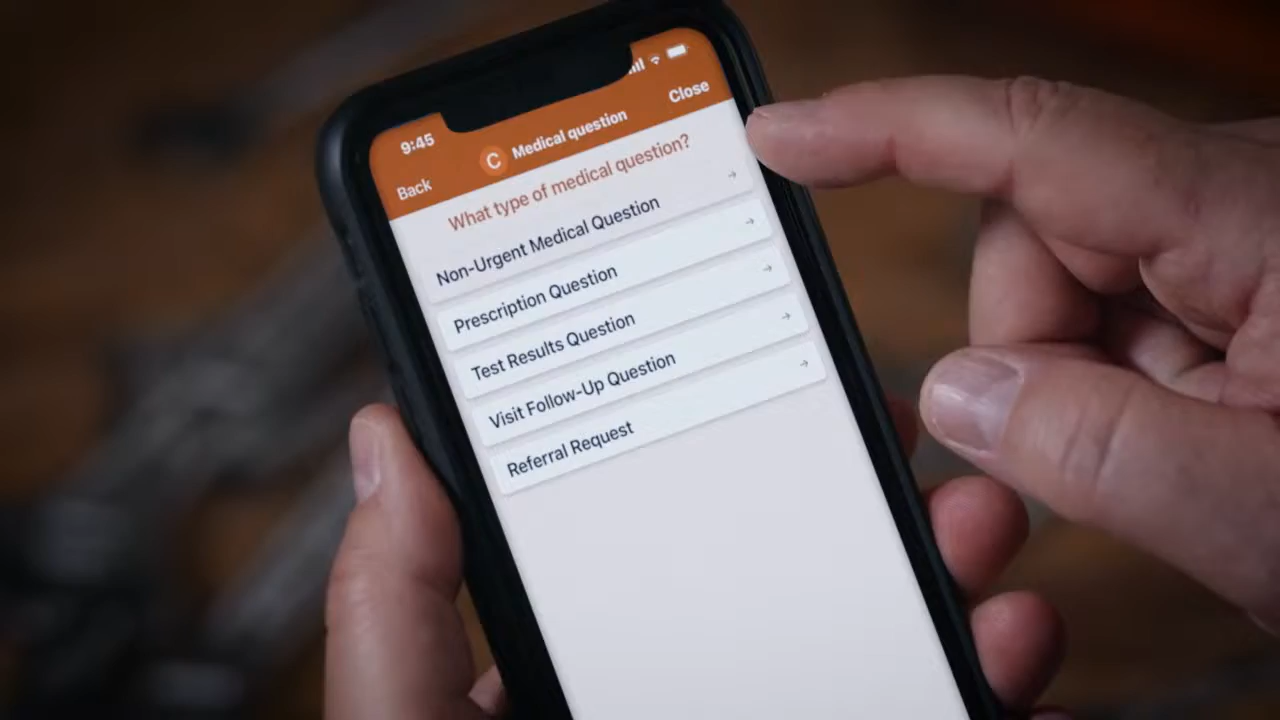 9:45
Back
C Medical question
Close
What type of medical question?
Non-Urgent Medical Question →
Prescription Question →
Test Results Question →
Visit Follow-Up Question →
Referral Request →